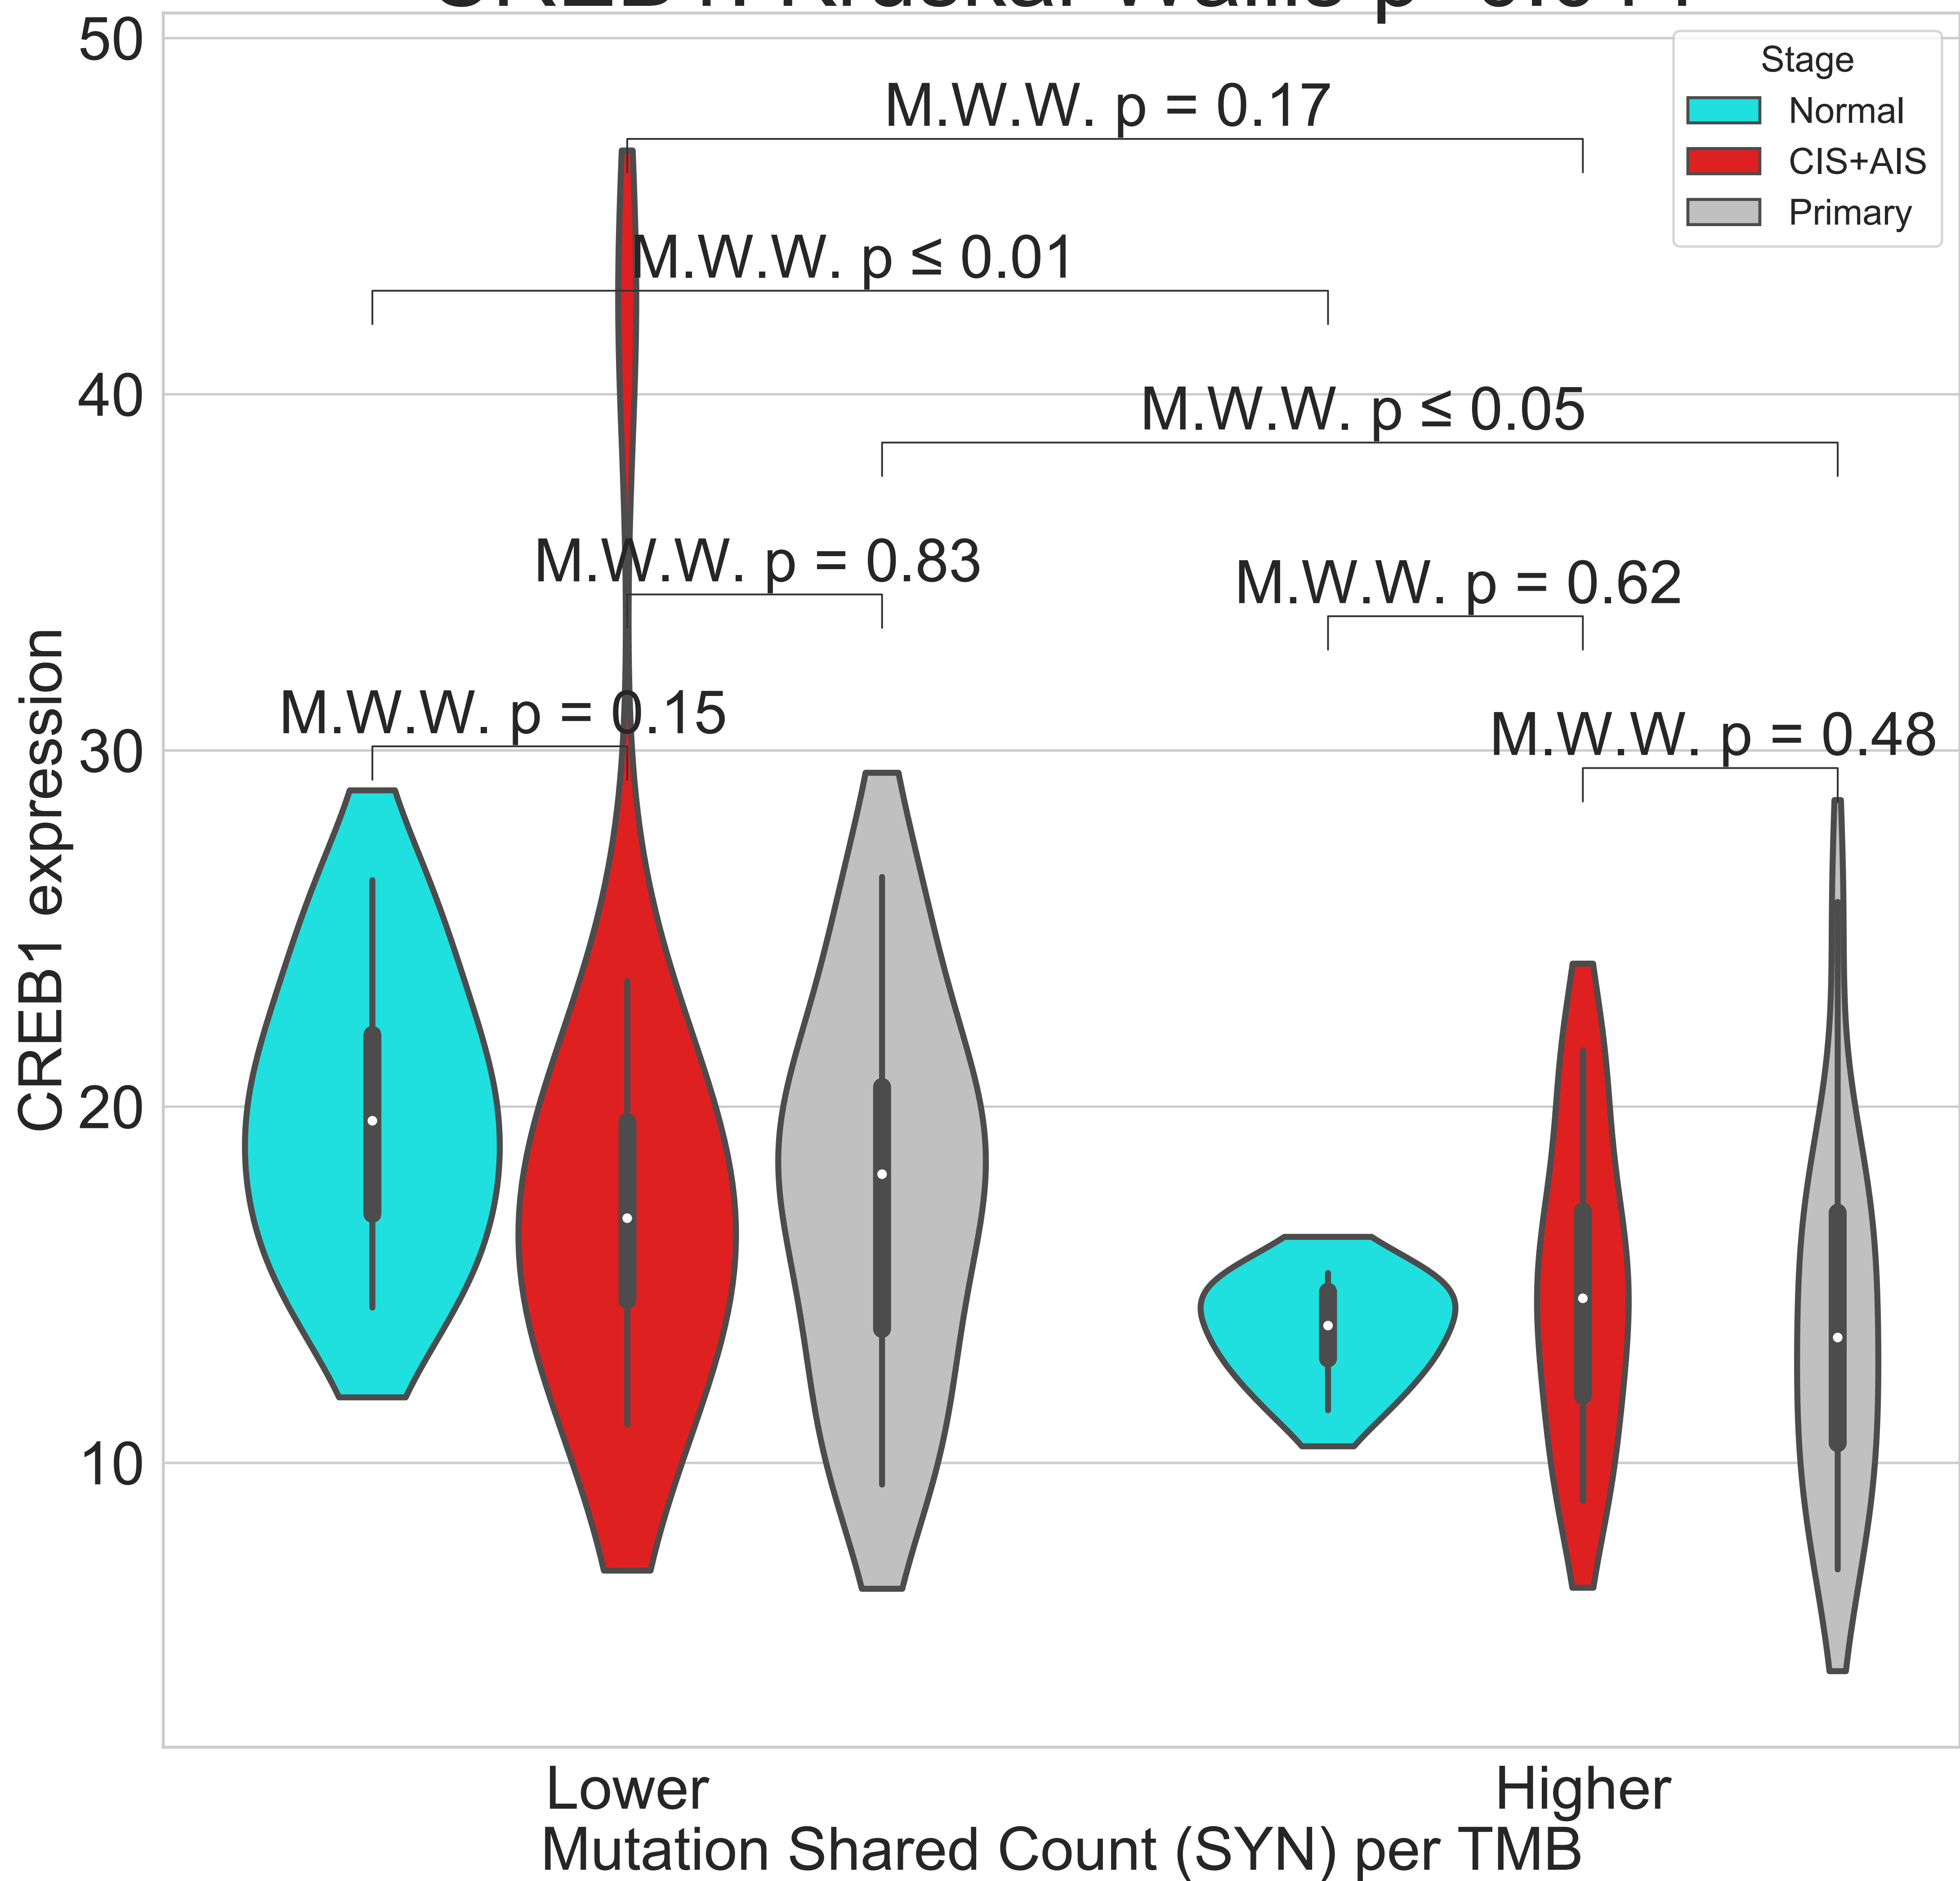 50
Stage
Normal
CIS+AIS
Primary
M.W.W. p = 0.17
M.W.W. p ≤ 0.01
40
M.W.W. p ≤ 0.05
M.W.W. p = 0.83
M.W.W. p = 0.62
M.W.W. p = 0.15
M.W.W. p = 0.48
30
CREB1 expression
20
10
Lower
Higher
Mutation Shared Count (SYN) per TMB